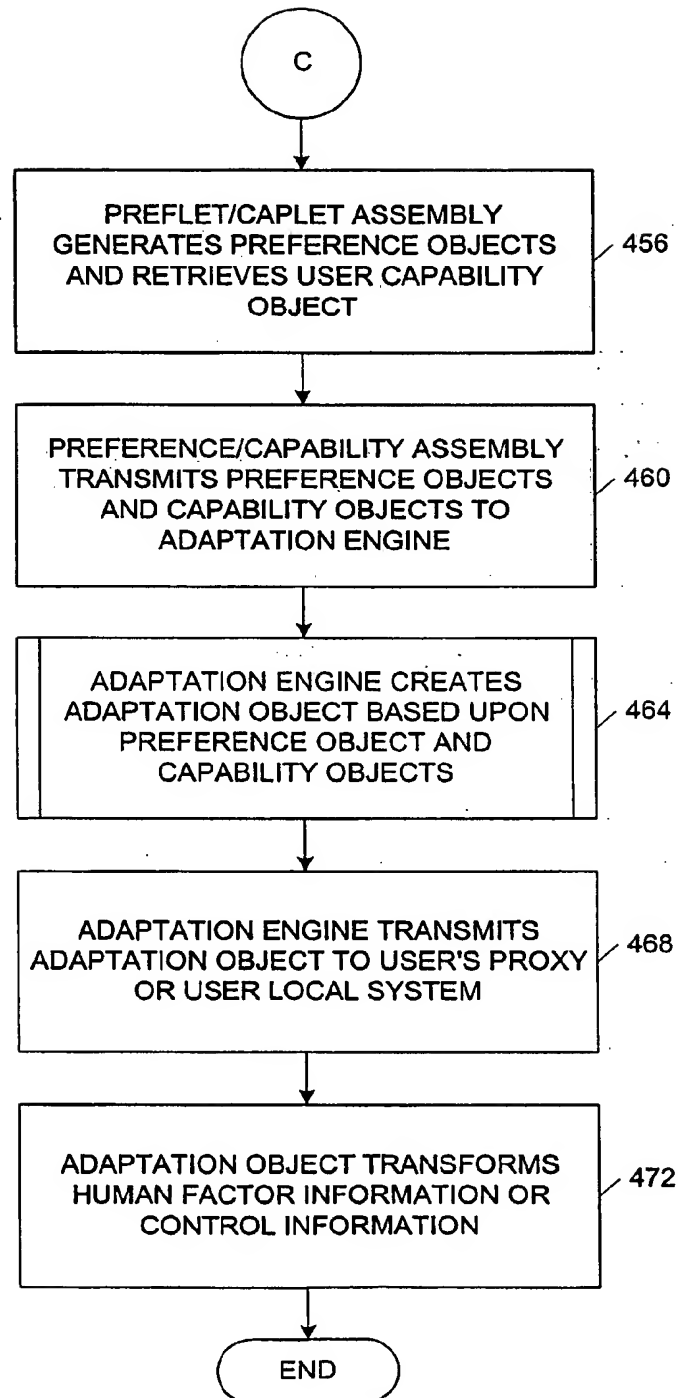 C
PREFLET/CAPLET ASSEMBLY
GENERATES PREFERENCE OBJECTS
AND RETRIEVES USER CAPABILITY
OBJECT
456
PREFERENCE/CAPABILITY ASSEMBLY
TRANSMITS PREFERENCE OBJECTS
AND CAPABILITY OBJECTS TO
ADAPTATION ENGINE
460
ADAPTATION ENGINE CREATES
ADAPTATION OBJECT BASED UPON
PREFERENCE OBJECT AND
CAPABILITY OBJECTS
464
ADAPTATION ENGINE TRANSMITS
ADAPTATION OBJECT TO USER'S PROXY
OR USER LOCAL SYSTEM
468
ADAPTATION OBJECT TRANSFORMS
HUMAN FACTOR INFORMATION OR
CONTROL INFORMATION
472
END